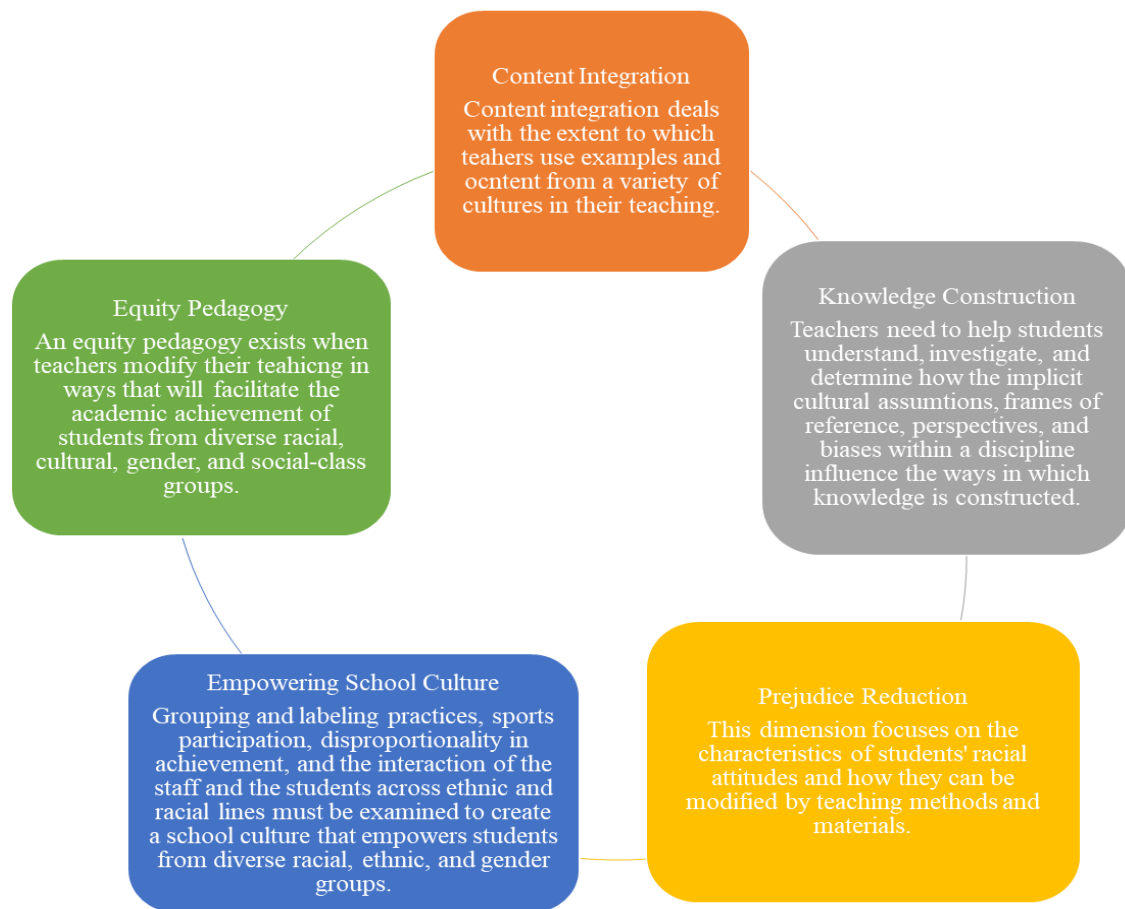 Content Integration
Content integration deals
with the extent to which
teahers use examples and
ocntent from a variety of
cultures in their teaching.
Knowledge Construction
Teachers need to help students
understand, investigate, and
determine how the implicit
cultural assumtions, frames of
reference, perspectives, and
biases within a discipline
influence the ways in which
knowledge is constructed.
Prejudice Reduction
This dimension focuses on the
characteristics of students' racial
attitudes and how they can be
modified by teaching methods and
materials.
Empowering School Culture
Grouping and labeling practices, sports
participation, disproportionality in
achievement, and the interaction of the
staff and the students across ethnic and
racial lines must be examined to create
a school culture that empowers students
from diverse racial, ethnic, and gender
groups.
Equity Pedagogy
An equity pedagogy exists when
teachers modify their teahicng in
ways that will facilitate the
academic achievement of
students from diverse racial,
cultural, gender, and social-class
groups.